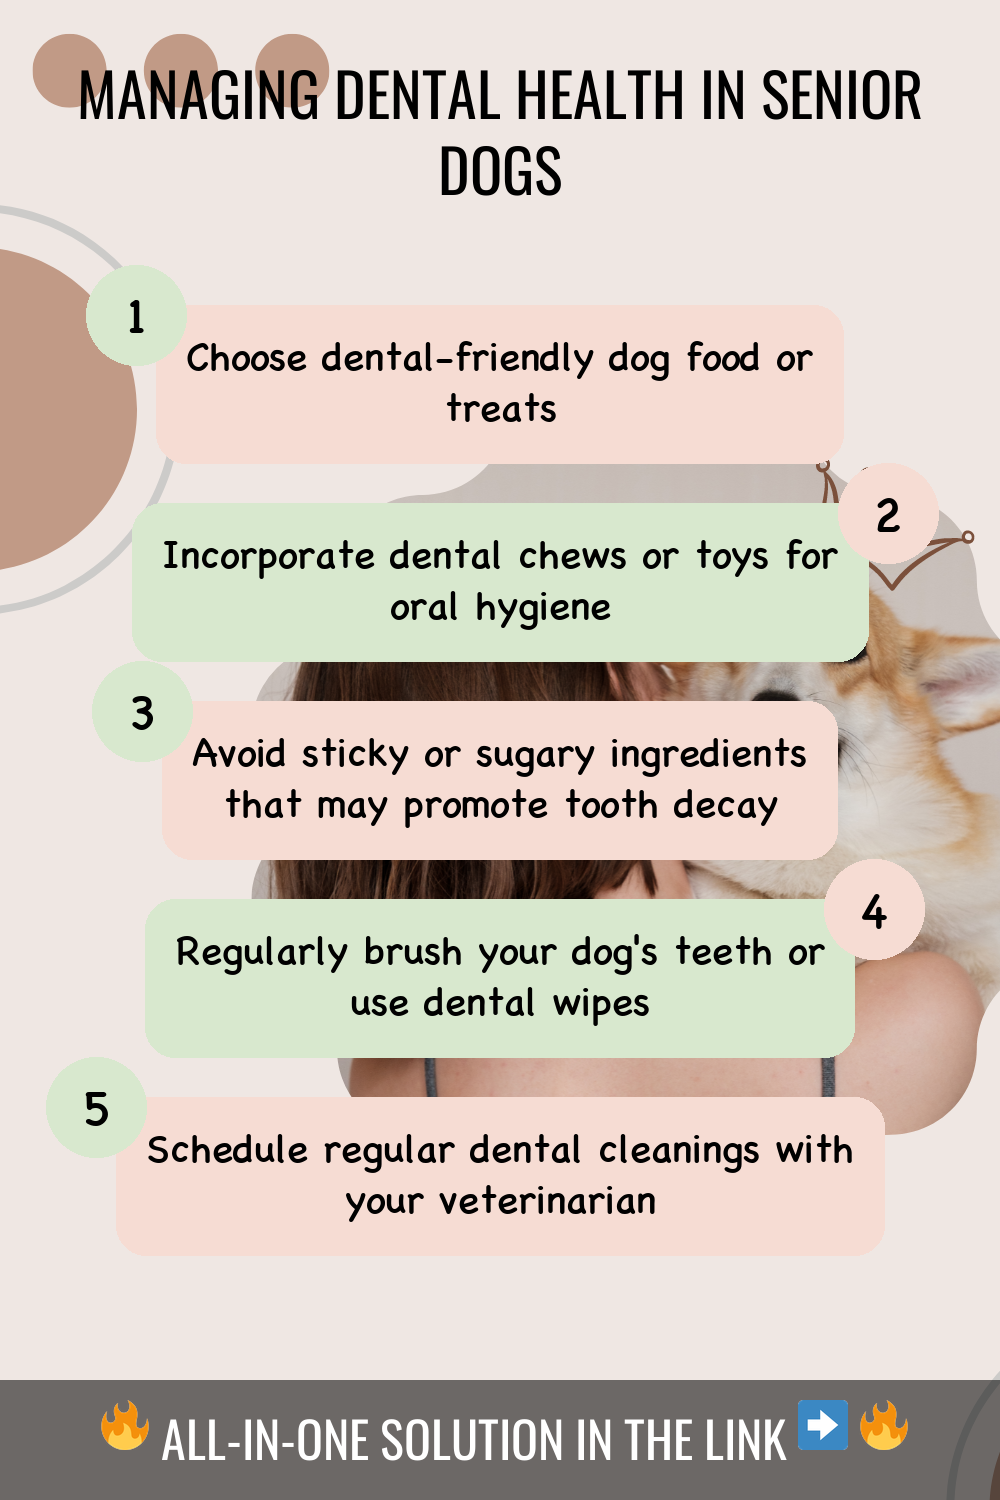 MANAGING DENTAL HEALTH IN SENIOR
DOGS
1
Choose dental-friendly dog food or
treats
2
Incorporate dental chews or toys for
oral hygiene
3
Avoid sticky or sugary ingredients
that may promote tooth decay
4
Regularly brush your dog's teeth or
use dental wipes
5
Schedule regular dental cleanings with
your veterinarian
🔥 ALL-IN-ONE SOLUTION IN THE LINK ➡️ 🔥